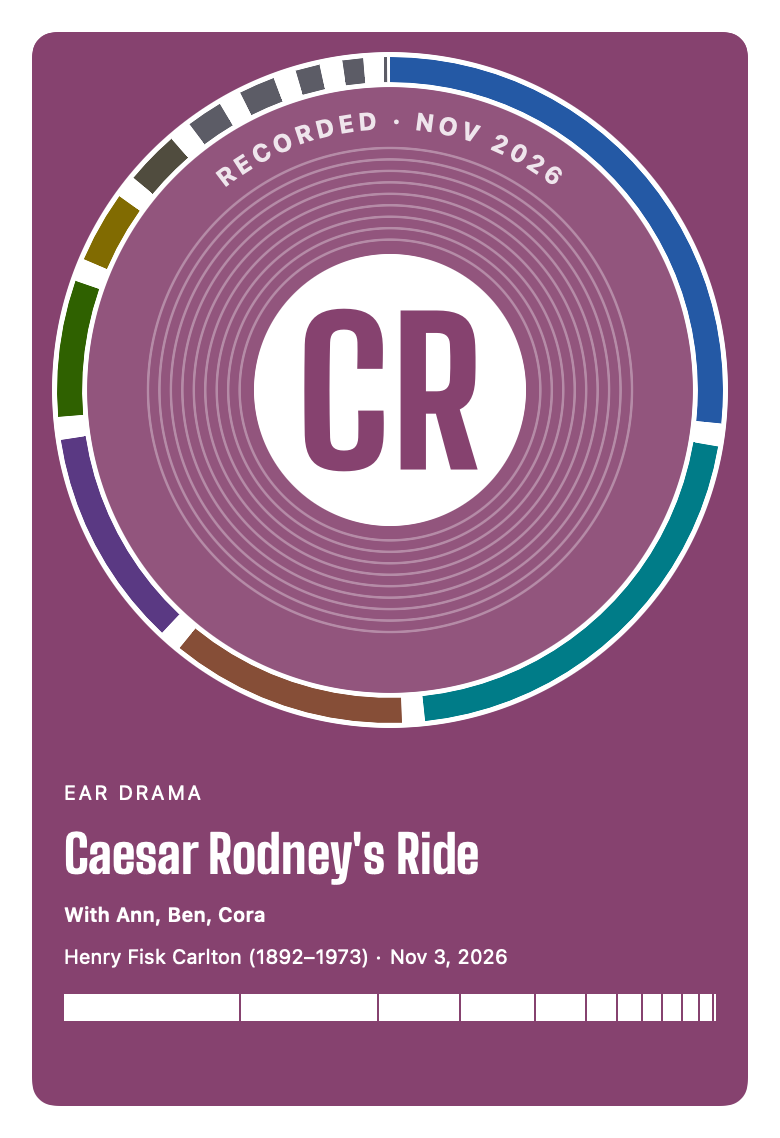 RECORDED · NOV 2026
CR
EAR DRAMA
Caesar Rodney's Ride
With Ann, Ben, Cora
Henry Fisk Carlton (1892–1973) · Nov 3, 2026